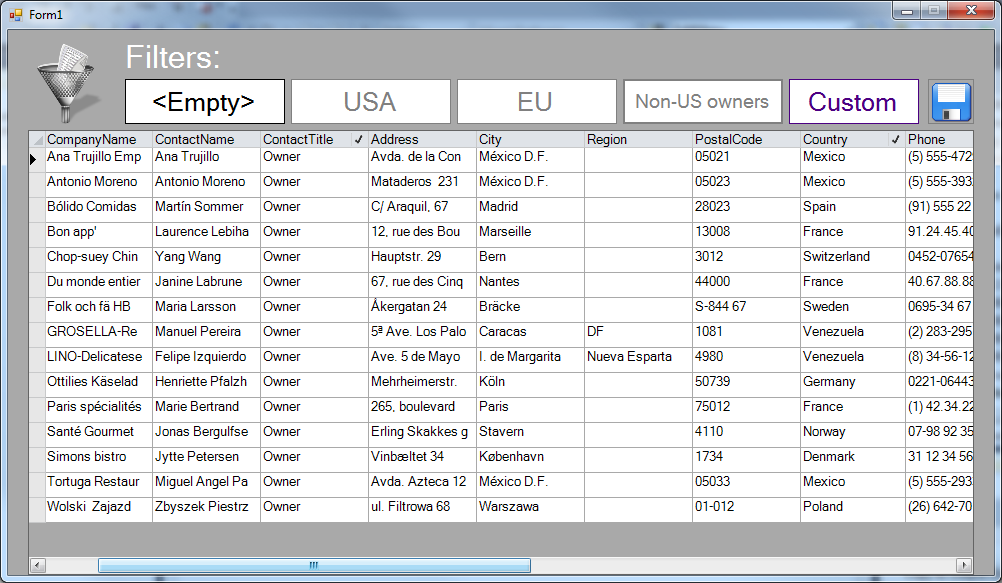 Form1
Filters:
<Empty> USA EU Non-US owners Custom
CompanyName ContactName ContactTitle Address City Region PostalCode Country Phone
Ana Trujillo Emp Ana Trujillo Owner Avda. de la Con México D.F. 05021 Mexico (5) 555-472
Antonio Moreno Antonio Moreno Owner Mataderos 231 México D.F. 05023 Mexico (5) 555-393
Bólido Comidas Martín Sommer Owner C/ Araquil, 67 Madrid 28023 Spain (91) 555 22
Bon app' Laurence Lebiha Owner 12, rue des Bou Marseille 13008 France 91.24.45.40
Chop-suey Chin Yang Wang Owner Hauptstr. 29 Bern 3012 Switzerland 0452-07654
Du monde entier Janine Labrune Owner 67, rue des Cinq Nantes 44000 France 40.67.88.88
Folk och fä HB Maria Larsson Owner Åkergatan 24 Bräcke S-844 67 Sweden 0695-34 67
GROSELLA-Re Manuel Pereira Owner 5ª Ave. Los Palo Caracas DF 1081 Venezuela (2) 283-295
LINO-Delicatese Felipe Izquierdo Owner Ave. 5 de Mayo I. de Margarita Nueva Esparta 4980 Venezuela (8) 34-56-12
Ottilies Käselad Henriette Pfalzh Owner Mehrheimerstr. Köln 50739 Germany 0221-06443
Paris spécialités Marie Bertrand Owner 265, boulevard Paris 75012 France (1) 42.34.22
Santé Gourmet Jonas Bergulfse Owner Erling Skakkes g Stavern 4110 Norway 07-98 92 35
Simons bistro Jytte Petersen Owner Vinbæltet 34 København 1734 Denmark 31 12 34 56
Tortuga Restaur Miguel Angel Pa Owner Avda. Azteca 12 México D.F. 05033 Mexico (5) 555-293
Wolski Zajazd Zbyszek Piestrz Owner ul. Filtrowa 68 Warszawa 01-012 Poland (26) 642-70